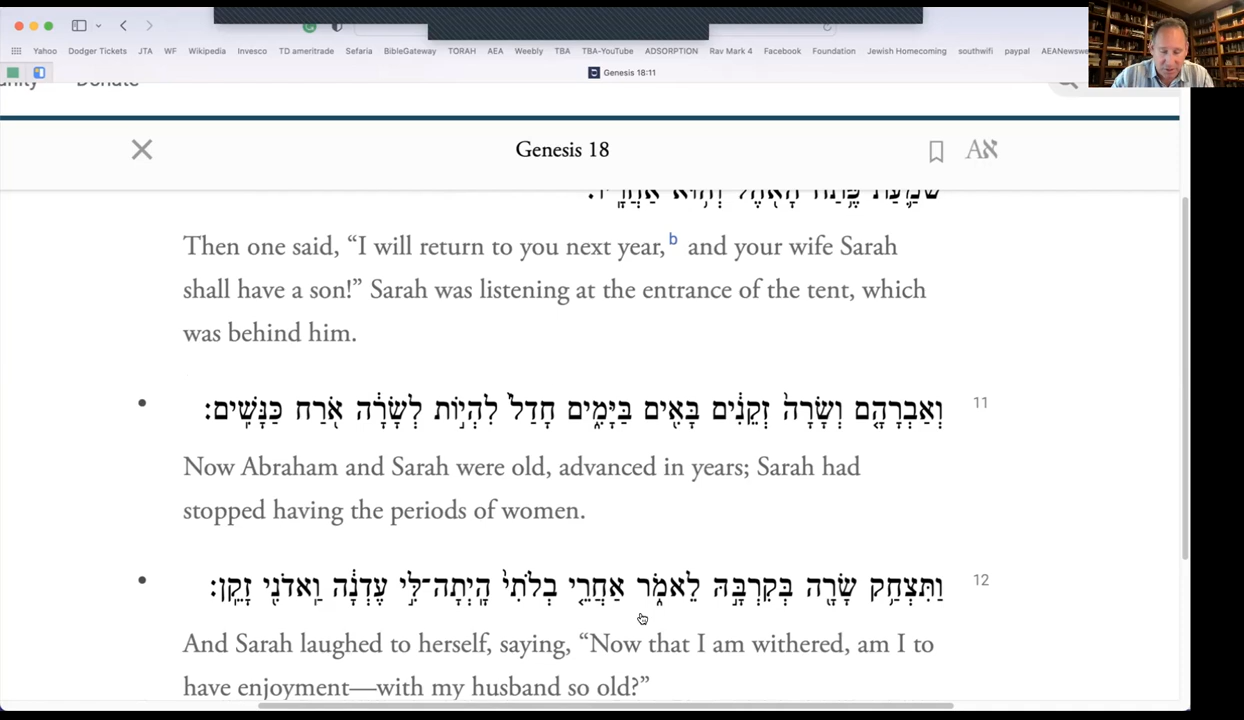 Yahoo Dodger Tickets JTA WF Wikipedia Invesco TD ameritrade Sefaria BibleGateway TORAH AEA Weebly TBA TBA-YouTube ADSORPTION Rav Mark 4 Facebook Foundation Jewish Homecoming southwifi paypal AEANewswe
Genesis 18:11
Donate
Genesis 18
Aא
שֹׁמַ֛עַת פֶּ֥תַח הָאֹ֖הֶל וְה֥וּא אַחֲרָֽיו׃
Then one said, “I will return to you next year,ᵇ and your wife Sarah
shall have a son!” Sarah was listening at the entrance of the tent, which
was behind him.
וְאַבְרָהָ֤ם וְשָׂרָה֙ זְקֵנִ֔ים בָּאִ֖ים בַּיָּמִ֑ים חָדַל֙ לִהְי֣וֹת לְשָׂרָ֔ה אֹ֖רַח כַּנָּשִֽׁים׃ 11
Now Abraham and Sarah were old, advanced in years; Sarah had
stopped having the periods of women.
וַתִּצְחַ֥ק שָׂרָ֖ה בְּקִרְבָּ֣הּ לֵאמֹ֑ר אַחֲרֵ֤י בְלֹתִי֙ הָֽיְתָה־לִּ֣י עֶדְנָ֔ה וַֽאדֹנִ֖י זָקֵֽן׃ 12
And Sarah laughed to herself, saying, “Now that I am withered, am I to
have enjoyment—with my husband so old?”